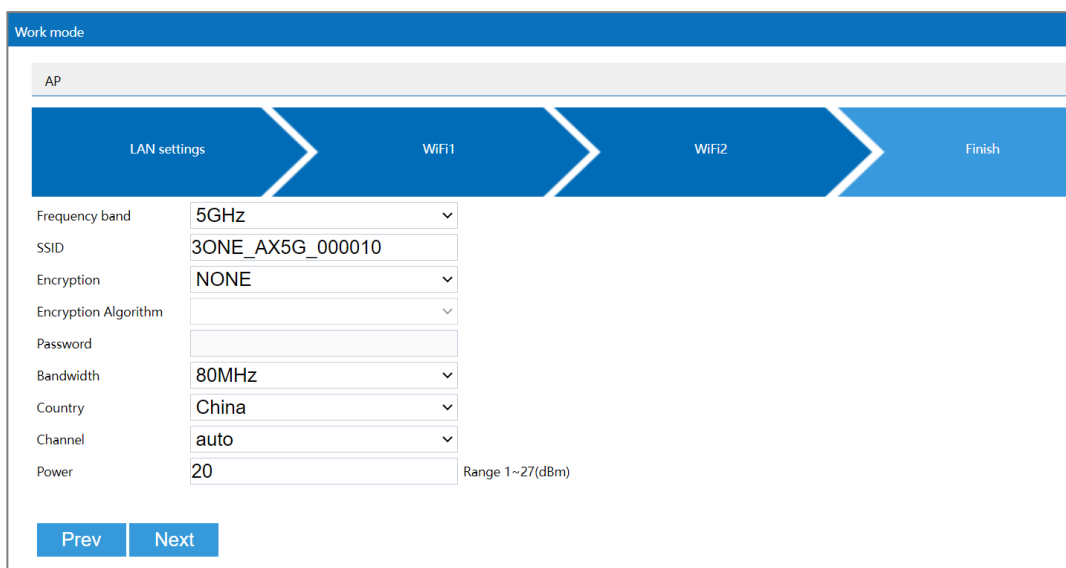 Work mode
AP
LAN settings WiFi1 WiFi2 Finish
Frequency band 5GHz
SSID 3ONE_AX5G_000010
Encryption NONE
Encryption Algorithm
Password
Bandwidth 80MHz
Country China
Channel auto
Power 20 Range 1~27(dBm)
Prev Next